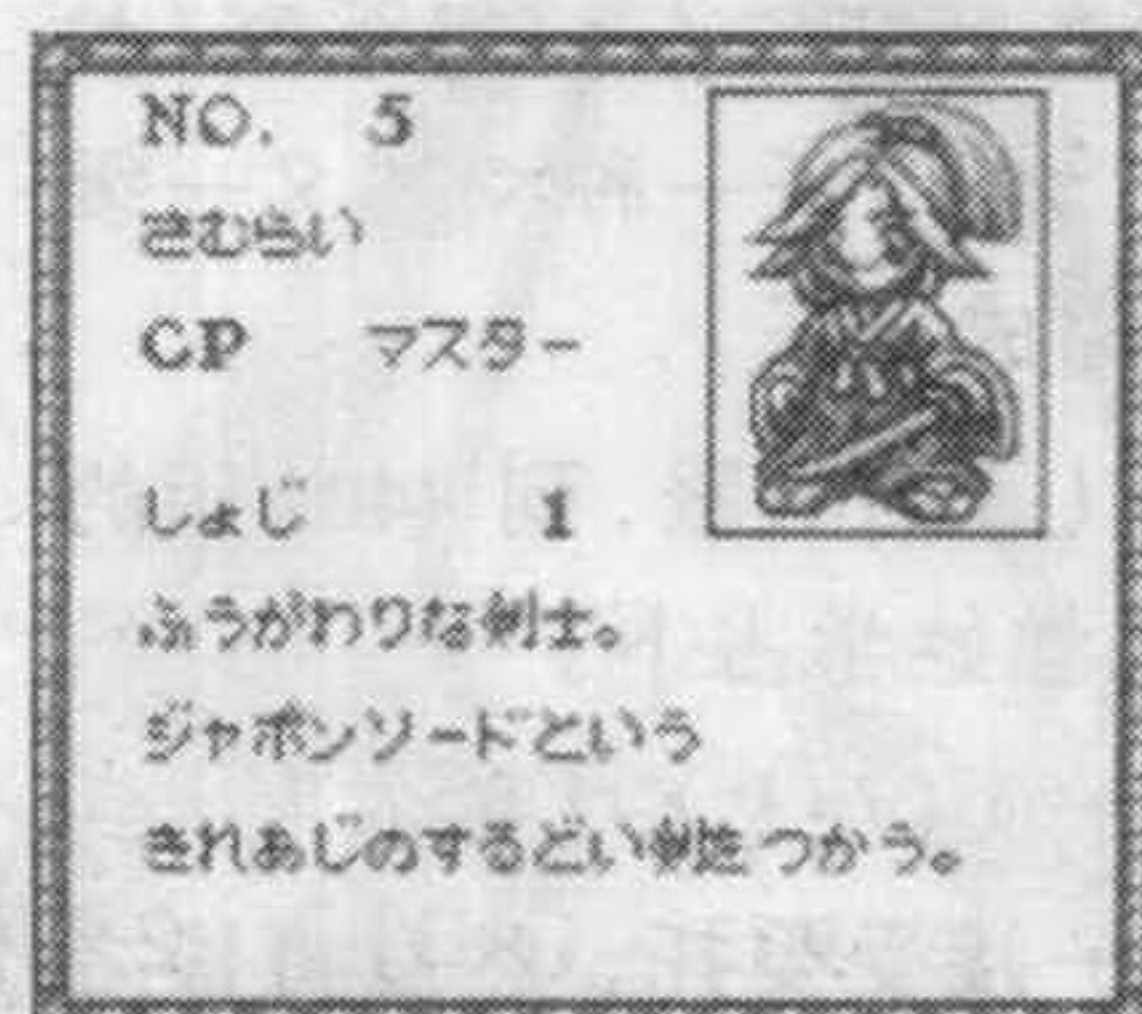 NO. 5
さむらい
CP マスター
しょじ 1
ふうがわりな剣士。
ジャポンソードという
きれあじのするどい剣をつかう。